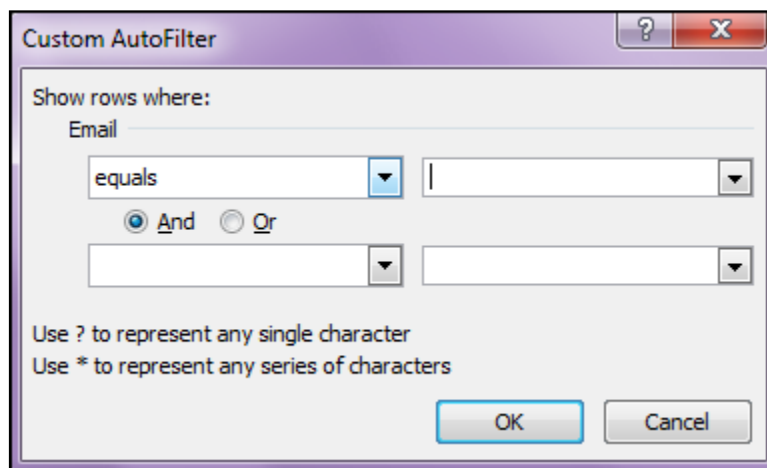 Custom AutoFilter
?
Show rows where:
Email
equals
And Or
Use ? to represent any single character
Use * to represent any series of characters
OK Cancel